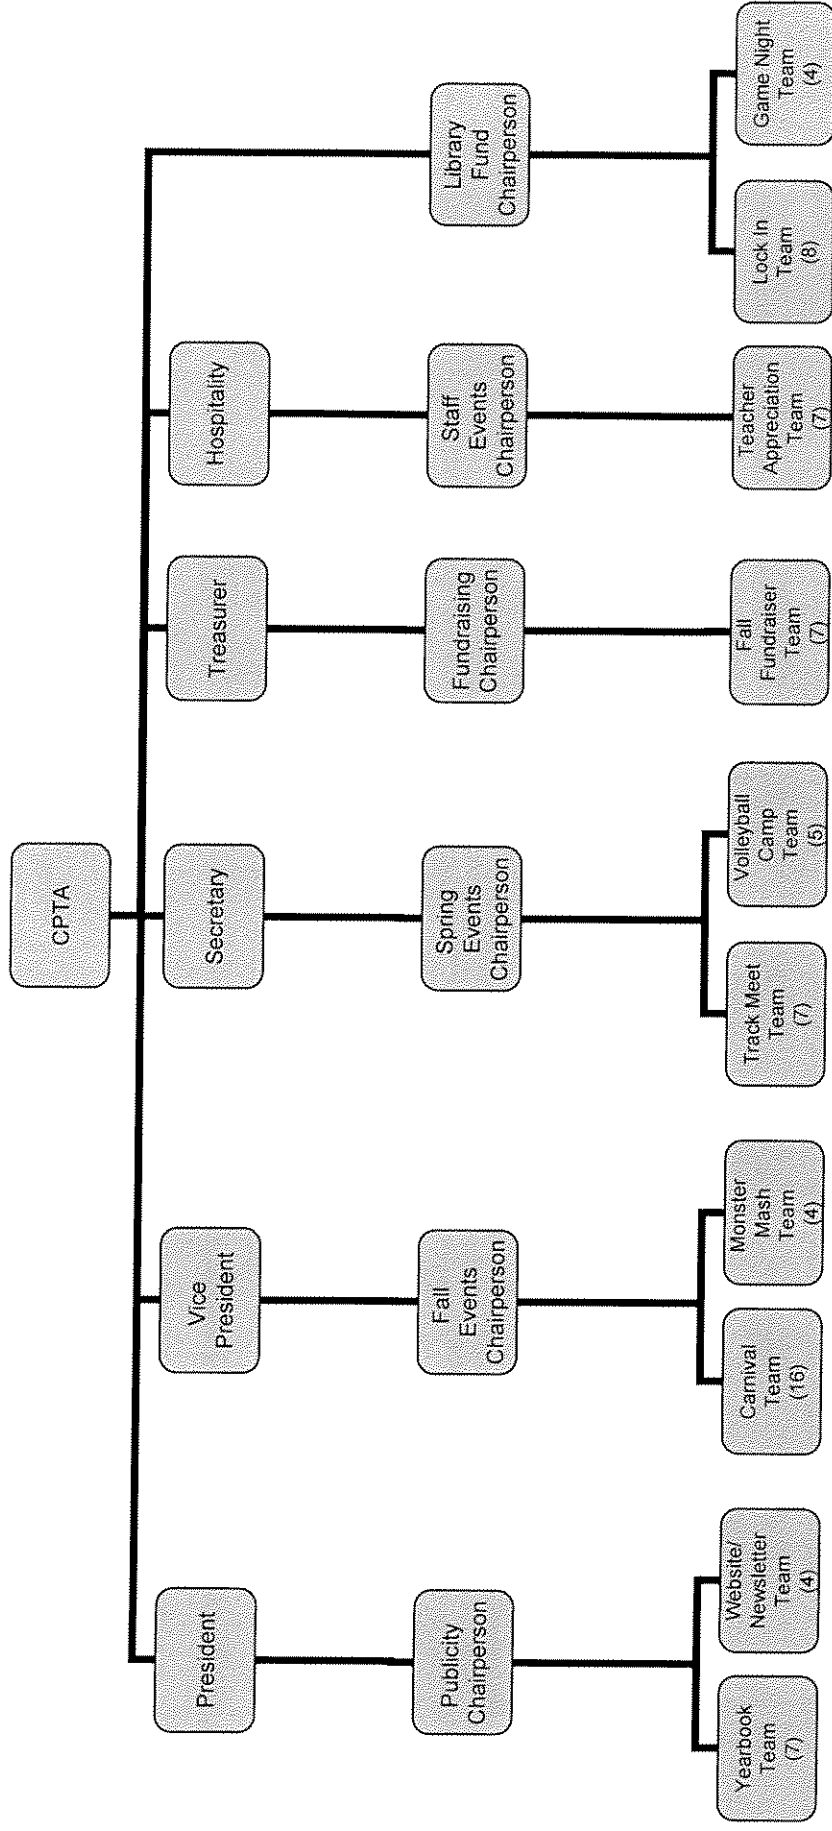 CPTA
President
Vice
President
Secretary
Treasurer
Hospitality
Publicity
Chairperson
Fall
Events
Chairperson
Spring
Events
Chairperson
Fundraising
Chairperson
Staff
Events
Chairperson
Library
Fund
Chairperson
Yearbook
Team
(7)
Website/
Newsletter
Team
(4)
Carnival
Team
(16)
Monster
Mash
Team
(4)
Track Meet
Team
(7)
Volleyball
Camp
Team
(5)
Fall
Fundraiser
Team
(7)
Teacher
Appreciation
Team
(7)
Lock In
Team
(8)
Game Night
Team
(4)